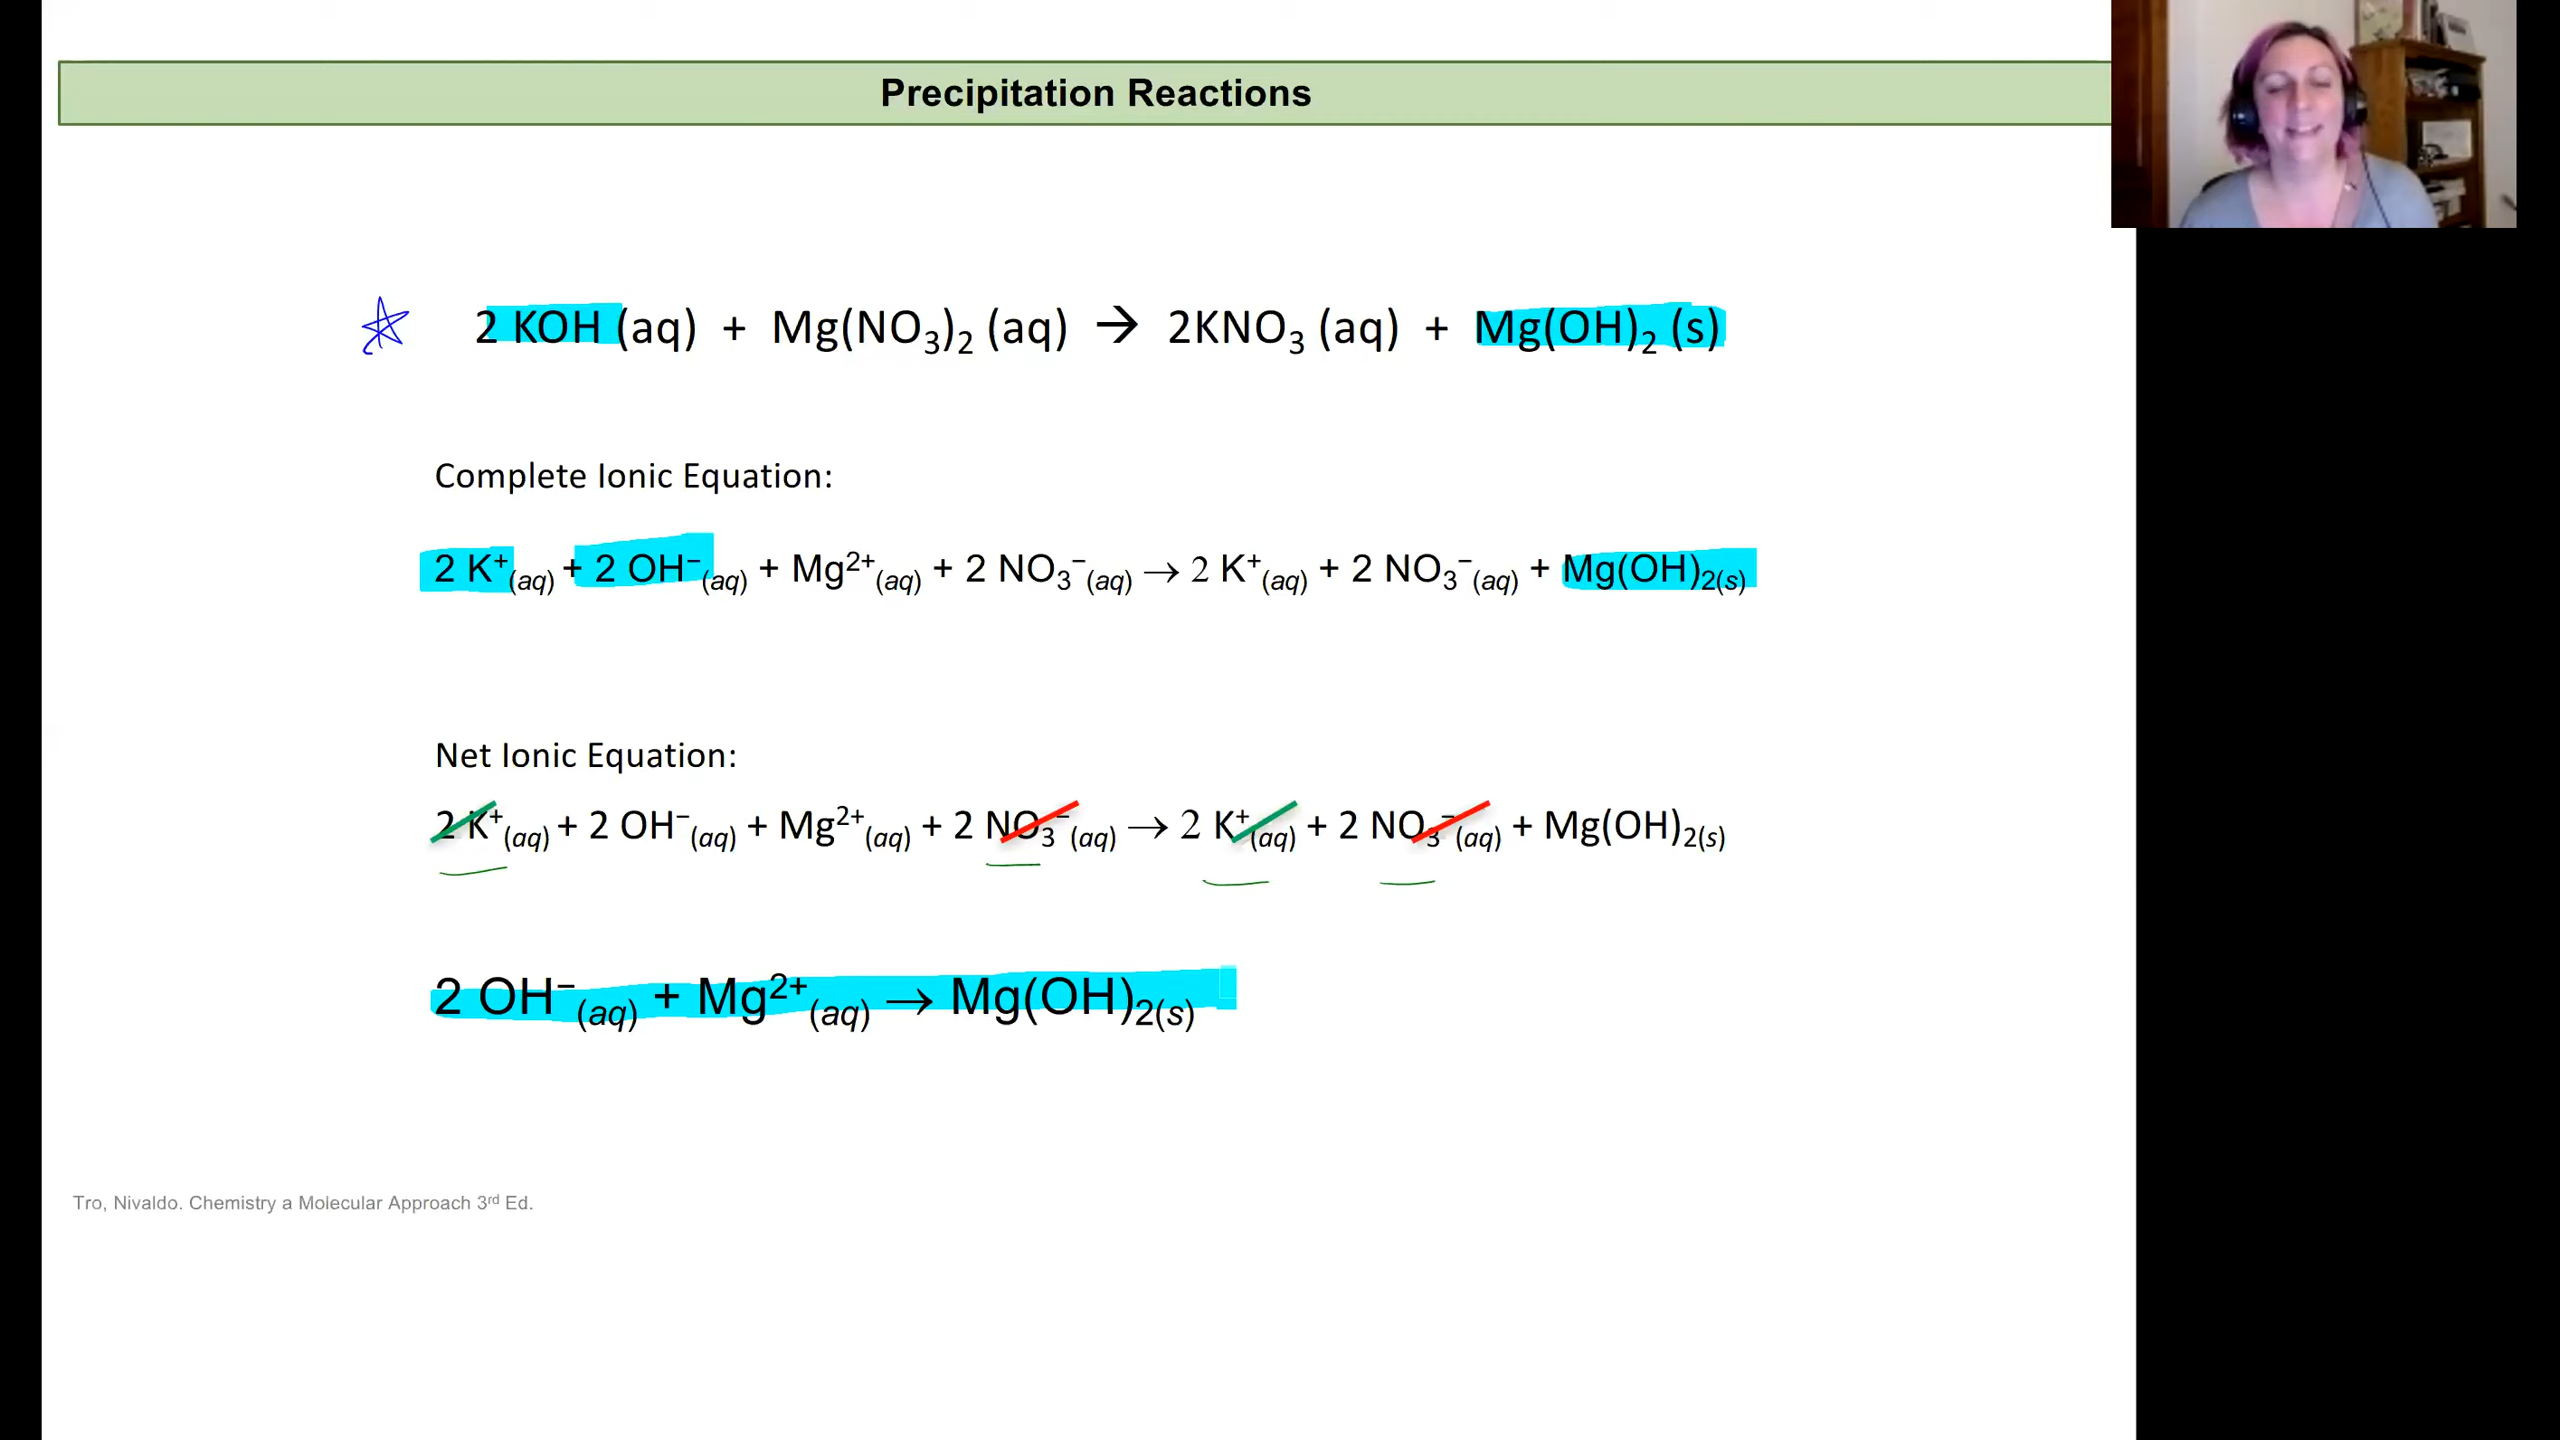 Precipitation Reactions
2 KOH (aq) + Mg(NO₃)₂ (aq) → 2KNO₃ (aq) + Mg(OH)₂ (s)
Complete Ionic Equation:
2 K⁺(aq) + 2 OH⁻(aq) + Mg²⁺(aq) + 2 NO₃⁻(aq) → 2 K⁺(aq) + 2 NO₃⁻(aq) + Mg(OH)₂(s)
Net Ionic Equation:
2 K⁺(aq) + 2 OH⁻(aq) + Mg²⁺(aq) + 2 NO₃⁻(aq) → 2 K⁺(aq) + 2 NO₃⁻(aq) + Mg(OH)₂(s)
2 OH⁻(aq) + Mg²⁺(aq) → Mg(OH)₂(s)
Tro, Nivaldo. Chemistry a Molecular Approach 3rd Ed.